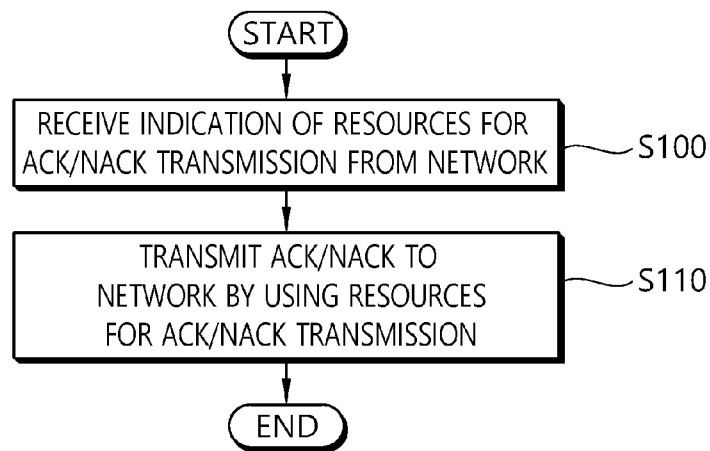 START
RECEIVE INDICATION OF RESOURCES FOR
ACK/NACK TRANSMISSION FROM NETWORK
S100
TRANSMIT ACK/NACK TO
NETWORK BY USING RESOURCES
FOR ACK/NACK TRANSMISSION
S110
END